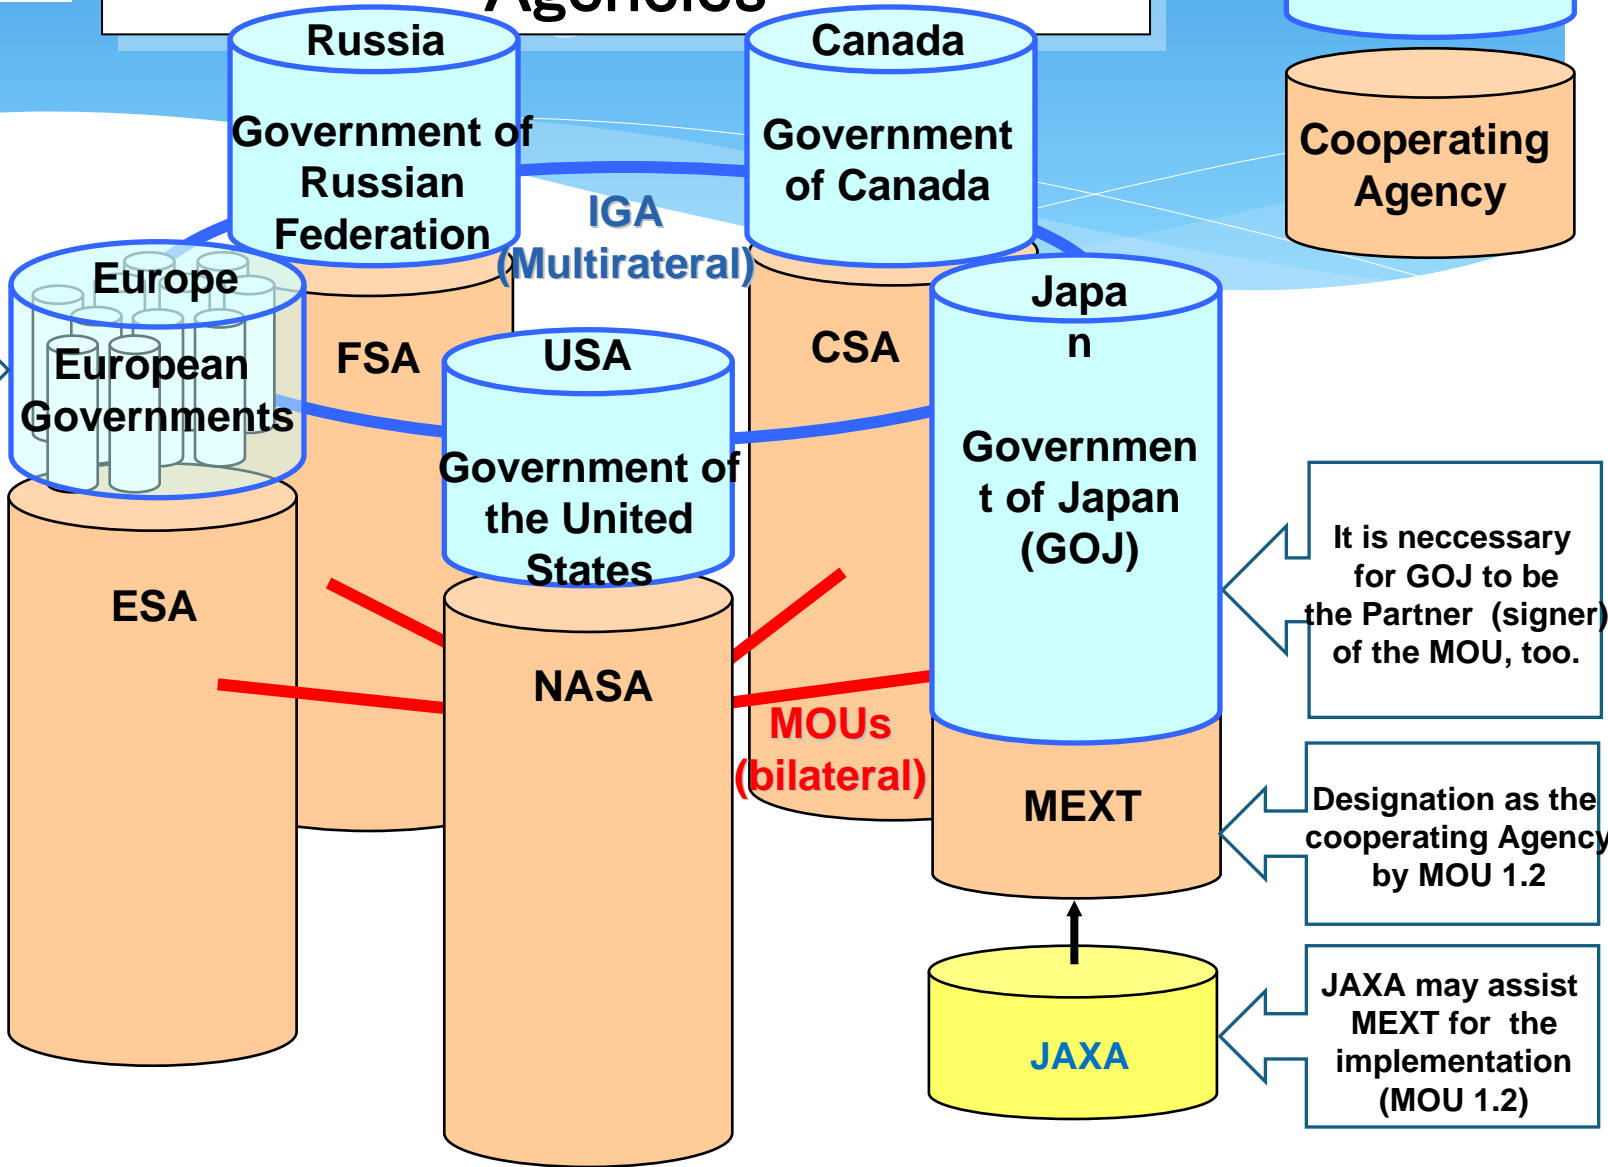 Agencies
Russia
Government of
Russian
Federation
Canada
Government
of Canada
Cooperating
Agency
IGA
(Multirateral)
Europe
European
Governments
FSA
USA
Government of
the United
States
CSA
Japa
n
Governmen
t of Japan
(GOJ)
It is neccessary
for GOJ to be
the Partner (signer)
of the MOU, too.
ESA
NASA
MOUs
(bilateral)
MEXT
Designation as the
cooperating Agency
by MOU 1.2
JAXA
JAXA may assist
MEXT for the
implementation
(MOU 1.2)